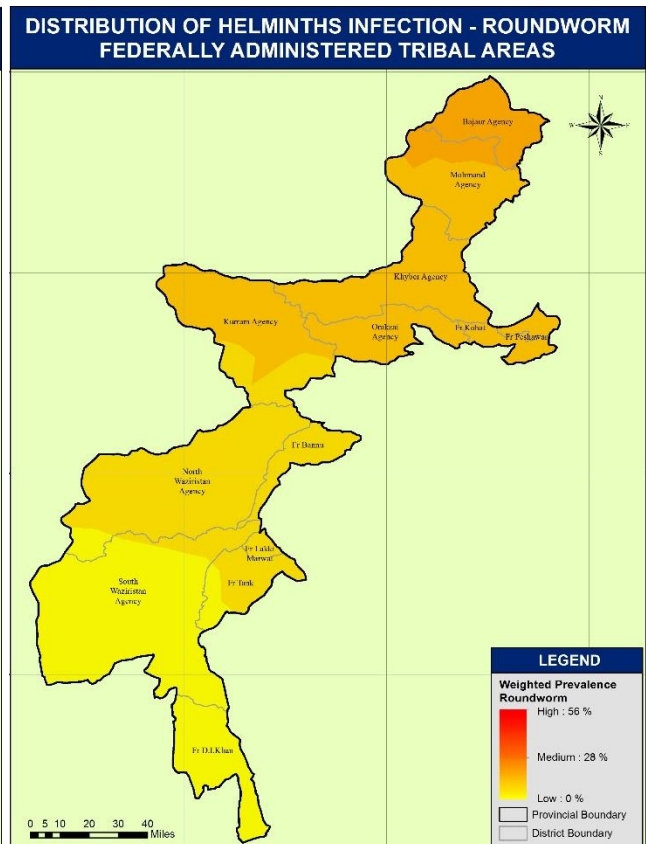 DISTRIBUTION OF HELMINTHS INFECTION - ROUNDWORM
FEDERALLY ADMINISTERED TRIBAL AREAS
N
W
E
S
Bajaur Agency
Mohmand
Agency
Khyber Agency
Kurram Agency
Orakzai
Agency
Fr Kohat
Fr Peshawar
Fr Bannu
North
Waziristan
Agency
Fr Lakki
Marwat
Fr Tank
South
Waziristan
Agency
Fr D.I.Khan
LEGEND
Weighted Prevalence
Roundworm
High : 56 %
Medium : 28 %
Low : 0 %
Provincial Boundary
District Boundary
0 5 10 20 30 40
Miles